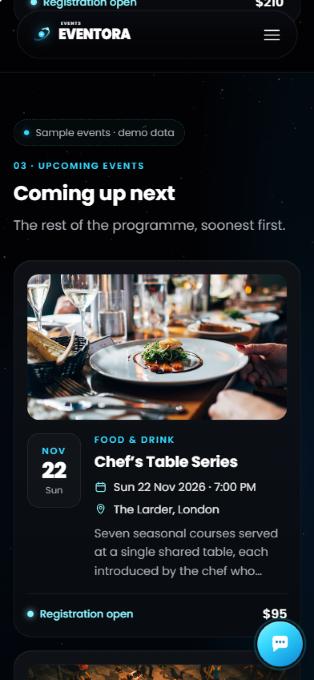 Registration open
$210
EVENTS
EVENTORA
Sample events · demo data
03 · UPCOMING EVENTS
Coming up next
The rest of the programme, soonest first.
NOV
22
Sun
FOOD & DRINK
Chef's Table Series
Sun 22 Nov 2026 · 7:00 PM
The Larder, London
Seven seasonal courses served
at a single shared table, each
introduced by the chef who…
Registration open
$95